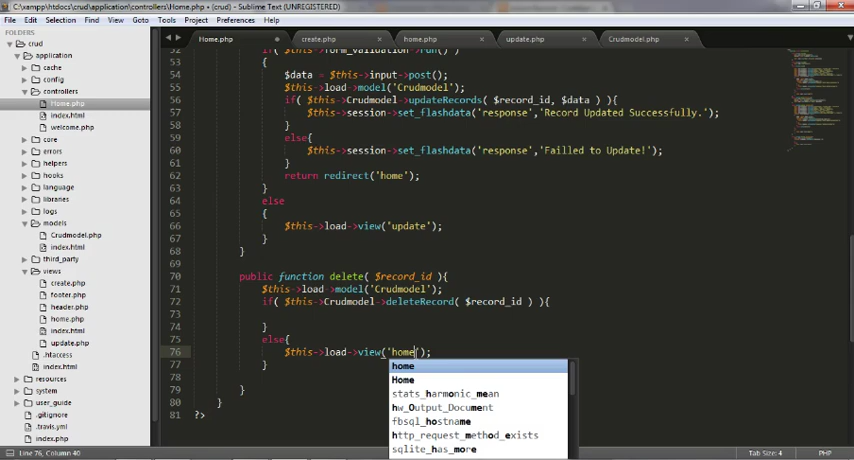 C:\xampp\htdocs\crud\application\controllers\Home.php • (crud) - Sublime Text (UNREGISTERED)
File Edit Selection Find View Goto Tools Project Preferences Help
FOLDERS
crud
application
cache
config
controllers
Home.php
index.html
welcome.php
core
errors
helpers
hooks
language
libraries
logs
models
Crudmodel.php
index.html
third_party
views
create.php
footer.php
header.php
home.php
index.html
update.php
.htaccess
index.html
resources
system
user_guide
.gitignore
.travis.yml
index.php
Home.php create.php home.php update.php Crudmodel.php
52 if( $this->form_validation->run() )
53 {
54 $data = $this->input->post();
55 $this->load->model('Crudmodel');
56 if( $this->Crudmodel->updateRecords( $record_id, $data ) ){
57 $this->session->set_flashdata('response','Record Updated Successfully.');
58 }
59 else{
60 $this->session->set_flashdata('response','Failled to Update!');
61 }
62 return redirect('home');
63 }
64 else
65 {
66 $this->load->view('update');
67 }
68 }
69
70 public function delete( $record_id ){
71 $this->load->model('Crudmodel');
72 if( $this->Crudmodel->deleteRecord( $record_id ) ){
73
74 }
75 else{
76 $this->load->view('home');
77 }
78
79 }
80 }
81 ?>
home
Home
stats_harmonic_mean
hw_Output_Document
fbsql_hostname
http_request_method_exists
sqlite_has_more
Line 76, Column 40 Tab Size: 4 PHP